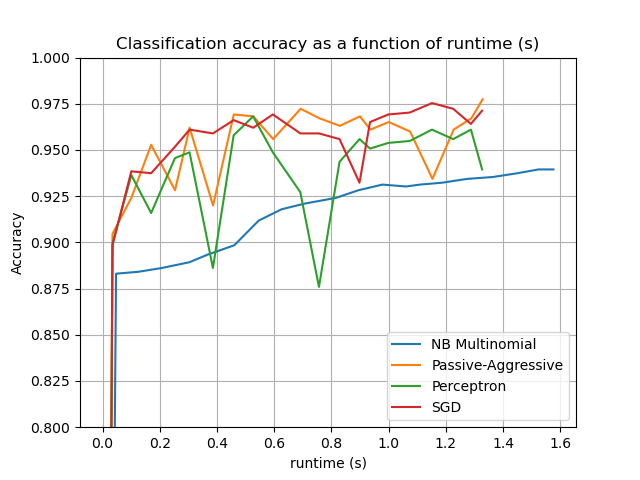 Classification accuracy as a function of runtime (s)
1.000
0.975
0.950
0.925
0.900
0.875
0.850
0.825
0.800
Accuracy
NB Multinomial
Passive-Aggressive
Perceptron
SGD
0.0 0.2 0.4 0.6 0.8 1.0 1.2 1.4 1.6
runtime (s)